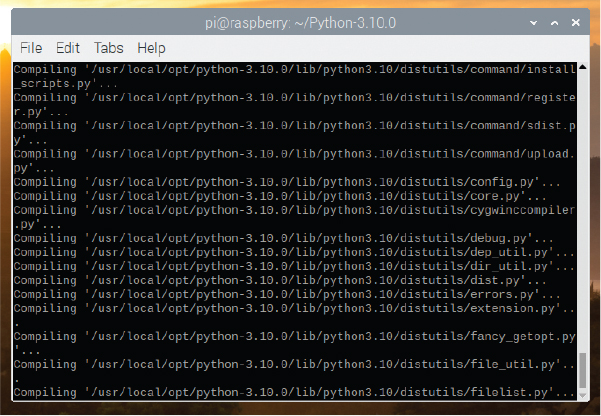 pi@raspberry: ~/Python-3.10.0
File Edit Tabs Help
Compiling '/usr/local/opt/python-3.10.0/lib/python3.10/distutils/command/install
_scripts.py'...
Compiling '/usr/local/opt/python-3.10.0/lib/python3.10/distutils/command/registe
r.py'...
Compiling '/usr/local/opt/python-3.10.0/lib/python3.10/distutils/command/sdist.p
y'...
Compiling '/usr/local/opt/python-3.10.0/lib/python3.10/distutils/command/upload.
py'...
Compiling '/usr/local/opt/python-3.10.0/lib/python3.10/distutils/config.py'...
Compiling '/usr/local/opt/python-3.10.0/lib/python3.10/distutils/core.py'...
Compiling '/usr/local/opt/python-3.10.0/lib/python3.10/distutils/cygwinccompiler
.py'...
Compiling '/usr/local/opt/python-3.10.0/lib/python3.10/distutils/debug.py'...
Compiling '/usr/local/opt/python-3.10.0/lib/python3.10/distutils/dep_util.py'...
Compiling '/usr/local/opt/python-3.10.0/lib/python3.10/distutils/dir_util.py'...
Compiling '/usr/local/opt/python-3.10.0/lib/python3.10/distutils/dist.py'...
Compiling '/usr/local/opt/python-3.10.0/lib/python3.10/distutils/errors.py'...
Compiling '/usr/local/opt/python-3.10.0/lib/python3.10/distutils/extension.py'..
.
Compiling '/usr/local/opt/python-3.10.0/lib/python3.10/distutils/fancy_getopt.py
'...
Compiling '/usr/local/opt/python-3.10.0/lib/python3.10/distutils/file_util.py'..
.
Compiling '/usr/local/opt/python-3.10.0/lib/python3.10/distutils/filelist.py'...